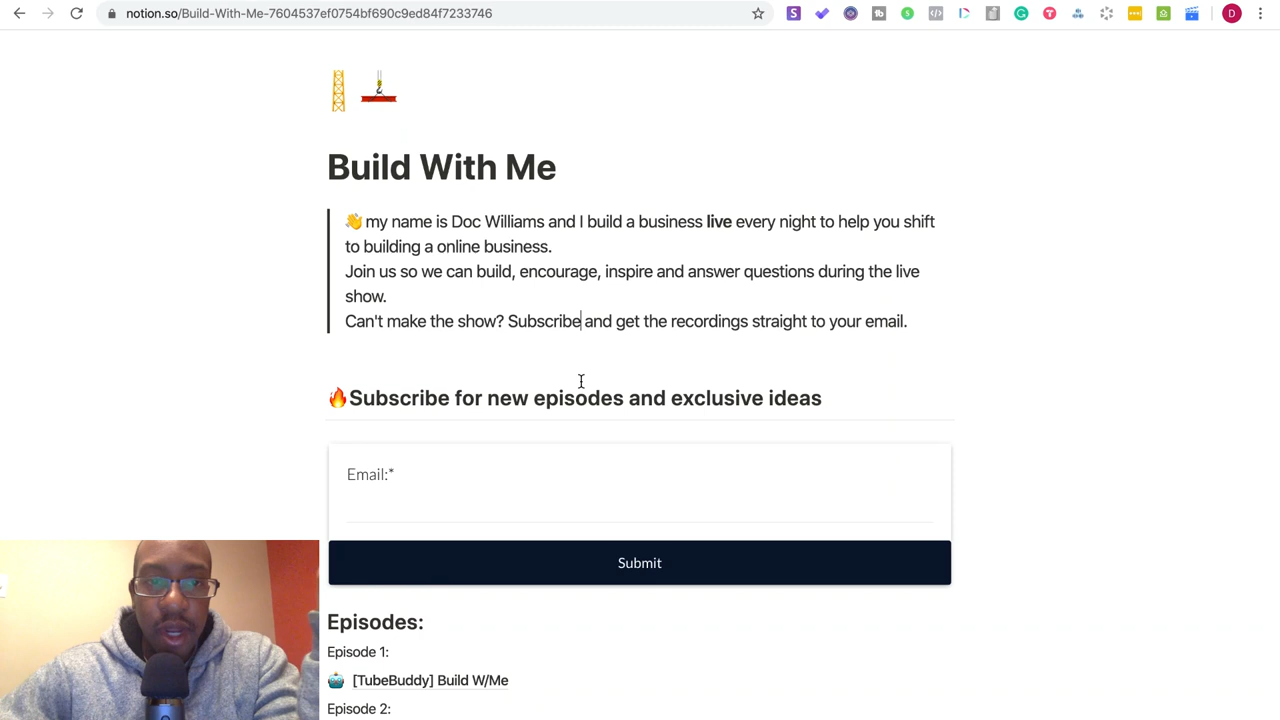 notion.so/Build-With-Me-7604537ef0754bf690c9ed84f7233746
D
Build With Me
👋 my name is Doc Williams and I build a business live every night to help you shift
to building a online business.
Join us so we can build, encourage, inspire and answer questions during the live
show.
Can't make the show? Subscribe and get the recordings straight to your email.
🔥Subscribe for new episodes and exclusive ideas
Email:*
Submit
Episodes:
Episode 1:
🤖 [TubeBuddy] Build W/Me
Episode 2: